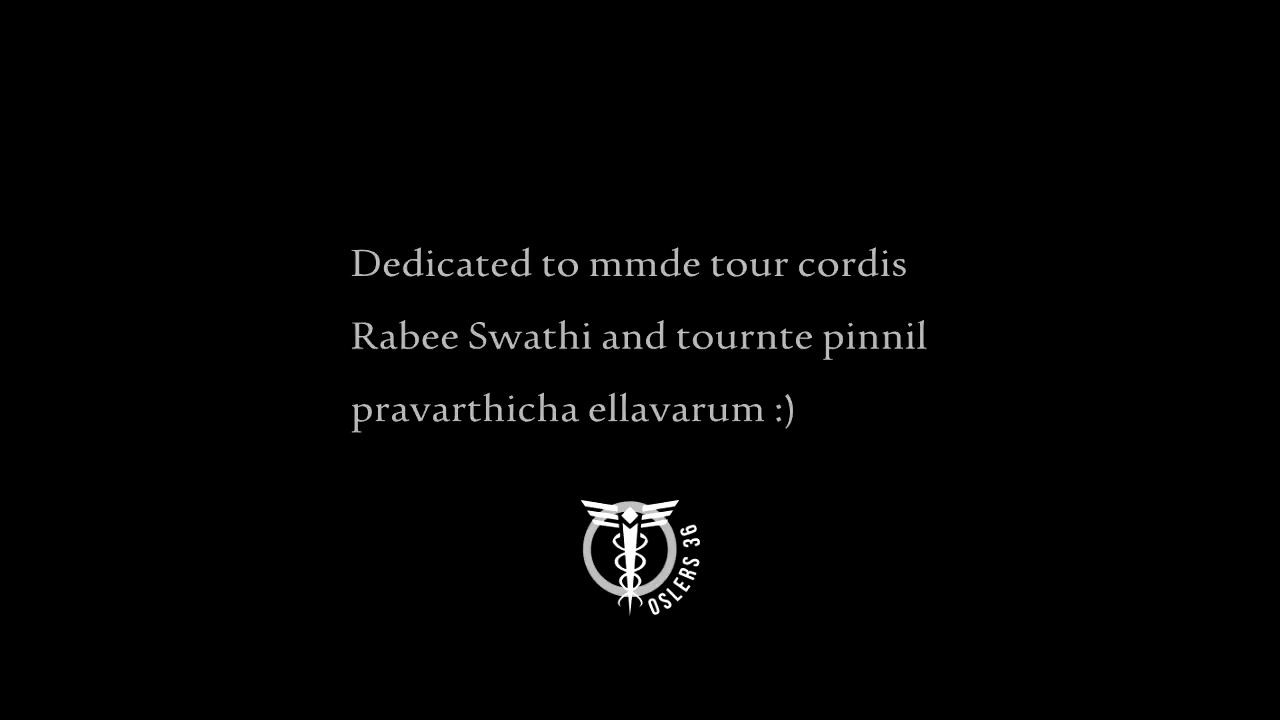 Dedicated to mmde tour cordis
Rabee Swathi and tournte pinnil
pravarthicha ellavarum :)
OSLERS 36